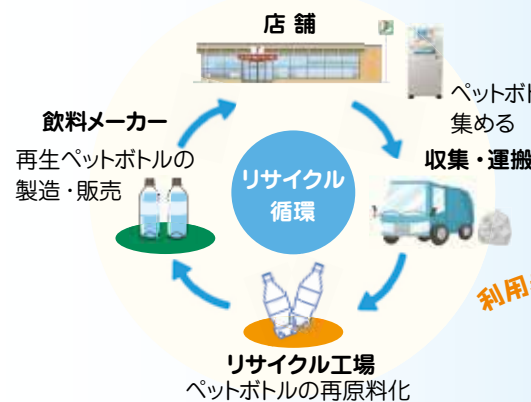 店舗
ペットボト
集める
収集・運搬
飲料メーカー
再生ペットボトルの
製造・販売
リサイクル
循環
利用
リサイクル工場
ペットボトルの再原料化